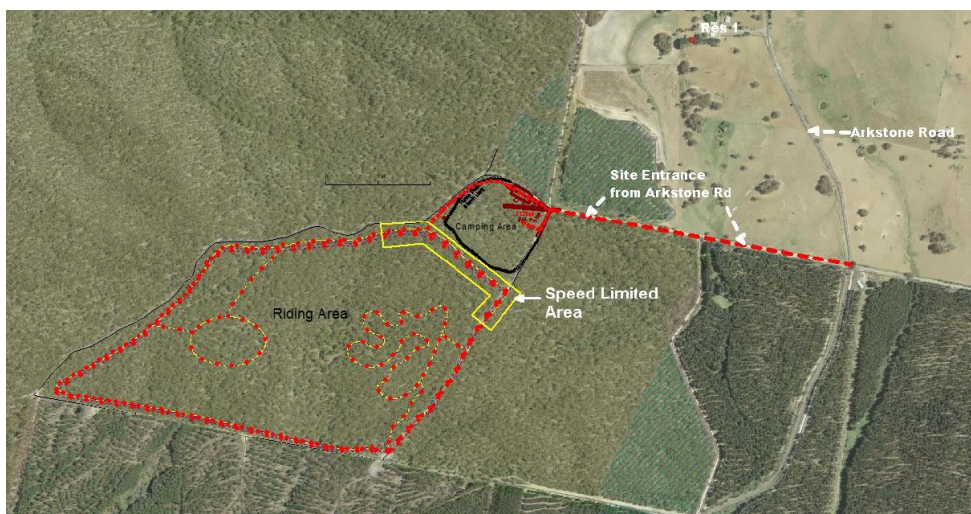 Res 1
Arkstone Road
Site Entrance
from Arkstone Rd
Camping Area
Speed Limited
Area
Riding Area